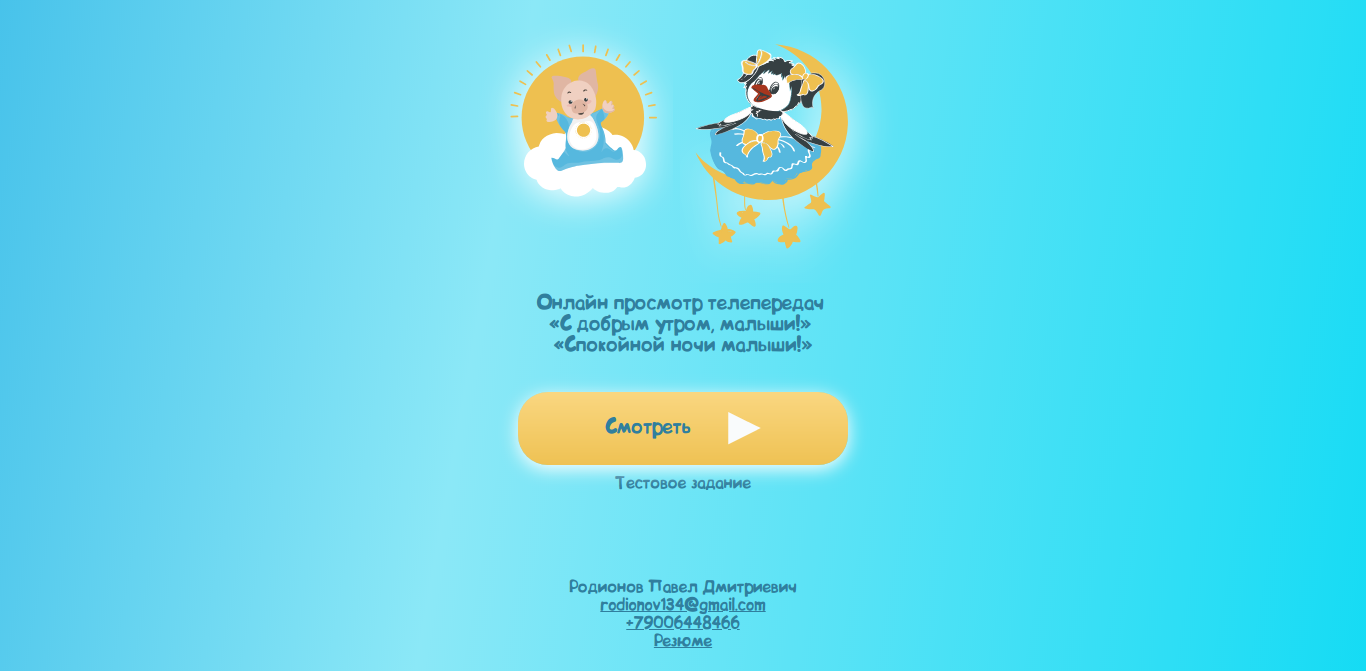 Онлайн просмотр телепередач
«С добрым утром, малыши!»
«Спокойной ночи малыши!»
Смотреть
Тестовое задание
Родионов Павел Дмитриевич
rodionov134@gmail.com
+79006448466
Резюме